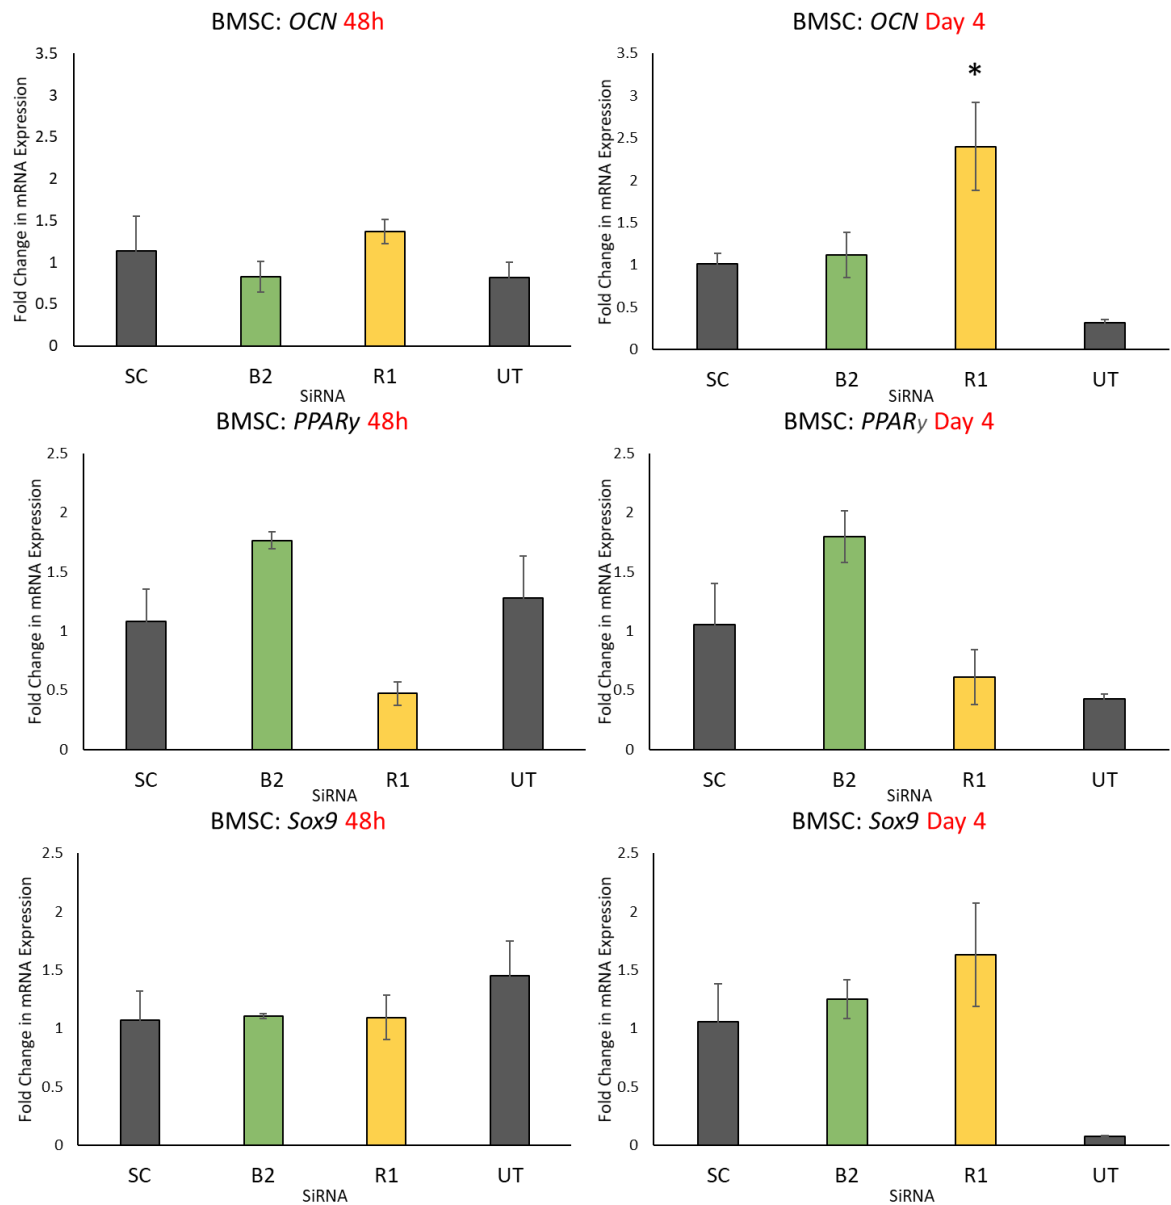 BMSC: OCN 48h
Fold Change in mRNA Expression
3.5
3
2.5
2
1.5
1
0.5
0
SC B2 R1 UT
SiRNA
BMSC: OCN Day 4
Fold Change in mRNA Expression
3.5
3
2.5
2
1.5
1
0.5
0
*
SC B2 R1 UT
SiRNA
BMSC: PPARy 48h
Fold Change in mRNA Expression
2.5
2
1.5
1
0.5
0
SC B2 R1 UT
SiRNA
BMSC: PPARy Day 4
Fold Change in mRNA Expression
2.5
2
1.5
1
0.5
0
SC B2 R1 UT
SiRNA
BMSC: Sox9 48h
Fold Change in mRNA Expression
2.5
2
1.5
1
0.5
0
SC B2 R1 UT
SiRNA
BMSC: Sox9 Day 4
Fold Change in mRNA Expression
2.5
2
1.5
1
0.5
0
SC B2 R1 UT
SiRNA